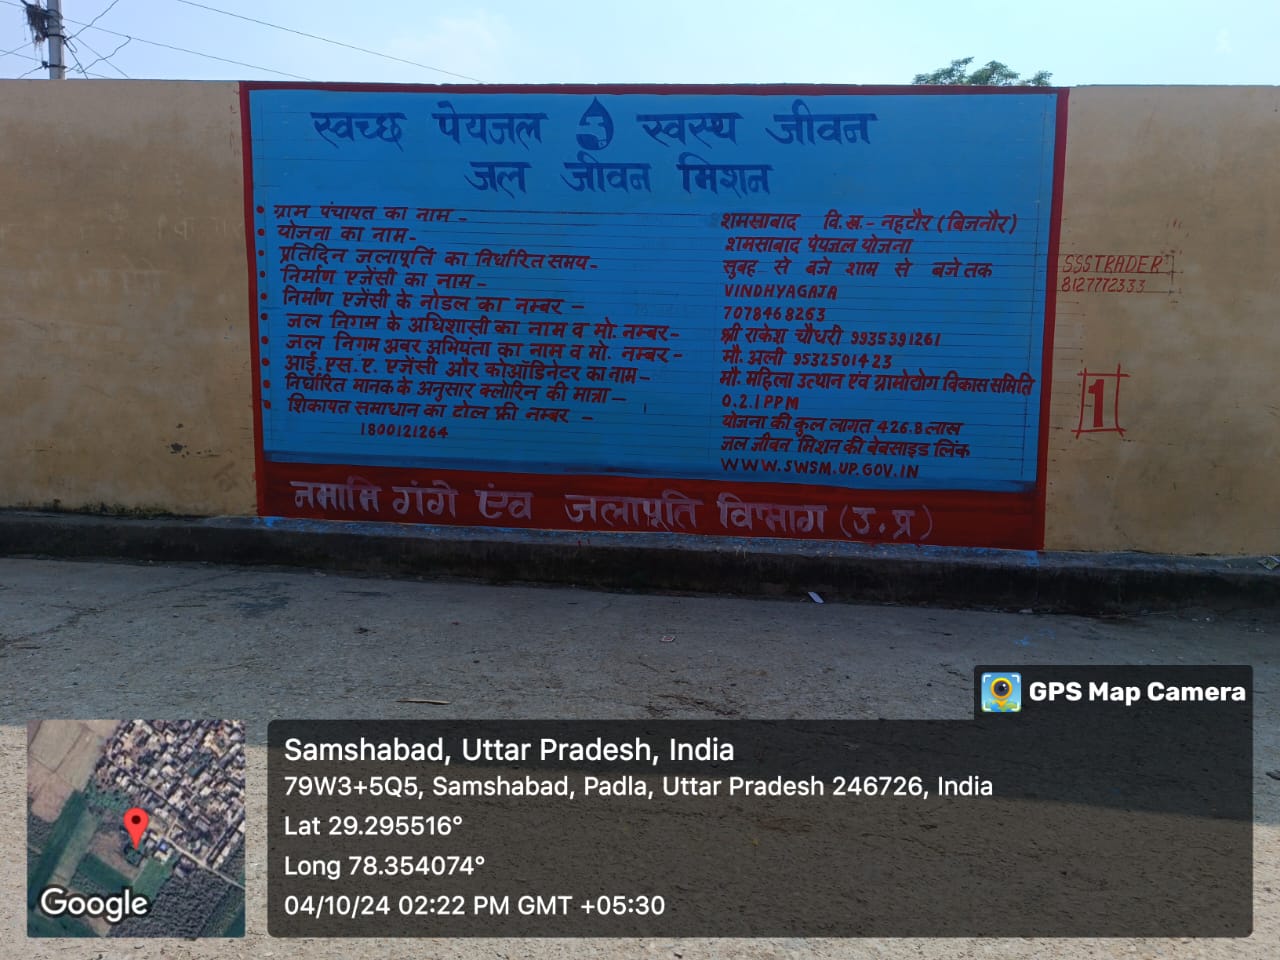 स्वच्छ पेयजल स्वस्थ जीवन
जल जीवन मिशन
ग्राम पंचायत का नाम -
योजना का नाम -
प्रतिदिन जलापूर्ति का निर्धारित समय-
निर्माण एजेंसी का नाम -
निर्माण एजेंसी के नोडल का नम्बर -
जल निगम के अधिशासी का नाम व मो. नम्बर-
जल निगम अवर अभियंता का नाम व मो. नम्बर-
आई.एस.ए. एजेंसी और कोऑडिनेटर का नाम-
निर्धारित मानक के अनुसार क्लोरिन की मात्रा-
शिकायत समाधान का टोल फ्री नम्बर -
1800121264
शमसाबाद वि.ख.- नहटौर (बिजनौर)
शमसाबाद पेयजल योजना
सुबह से बजे शाम से बजे तक
VINDHYAGAJA
7078468263
श्री राकेश चौधरी 9935391261
मौ. अली 9532501423
मौ. महिला उत्थान एंव ग्रामोद्योग विकास समिति
0.2.1 PPM
योजना की कुल लागत 426.8 लाख
जल जीवन मिशन की बेबसाइड लिंक
WWW.SWSM.UP.GOV.IN
नमामि गंगे एंव जलापूति विभाग (उ.प्र)
SSSTRADER
8127772333
1
GPS Map Camera
Samshabad, Uttar Pradesh, India
79W3+5Q5, Samshabad, Padla, Uttar Pradesh 246726, India
Lat 29.295516°
Long 78.354074°
04/10/24 02:22 PM GMT +05:30
Google